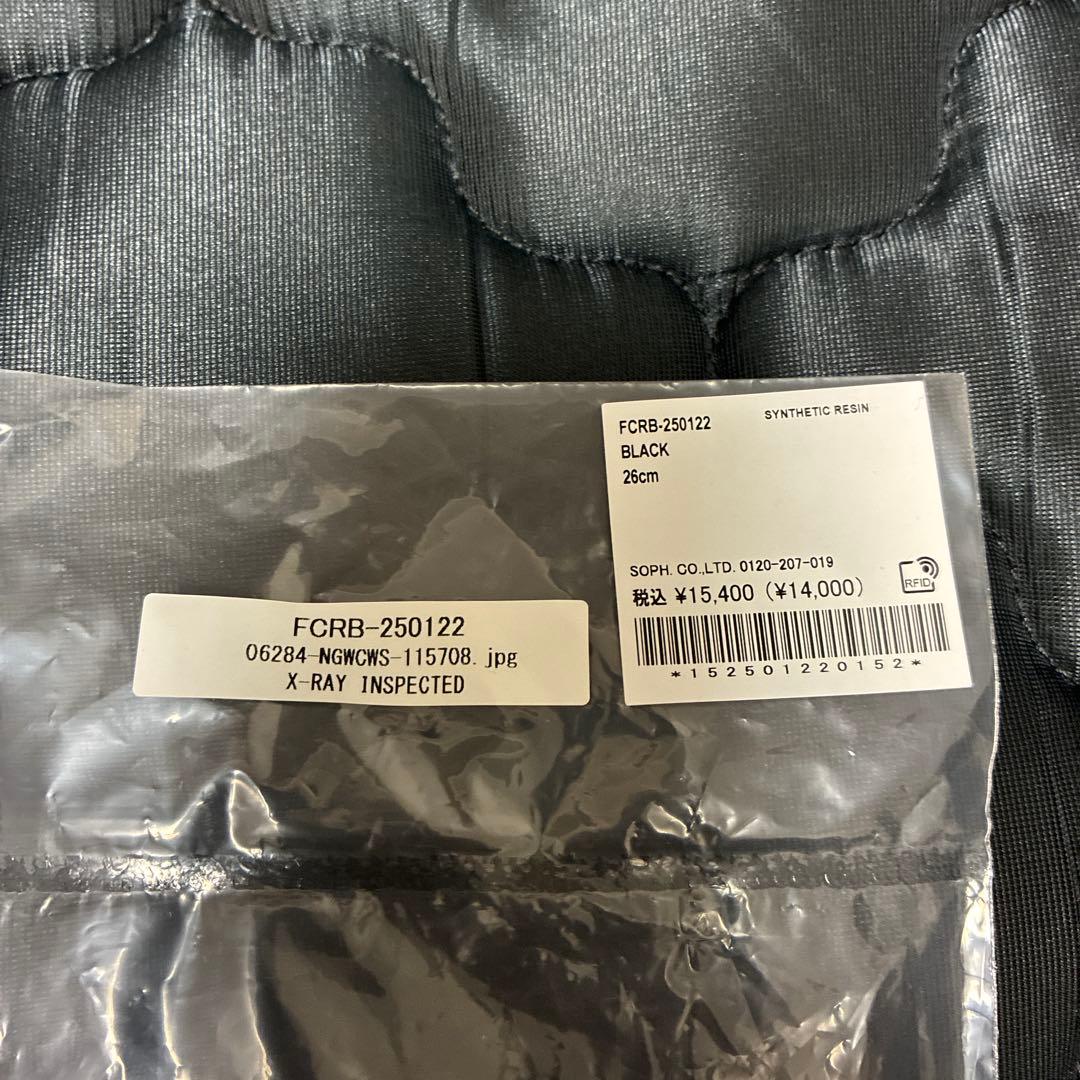 FCRB-250122
SYNTHETIC RESIN
BLACK
26cm
SOPH. CO.,LTD. 0120-207-019
RFID
税込 ¥15,400 (¥14,000)
*152501220152*
FCRB-250122
06284-NGWCWS-115708.jpg
X-RAY INSPECTED